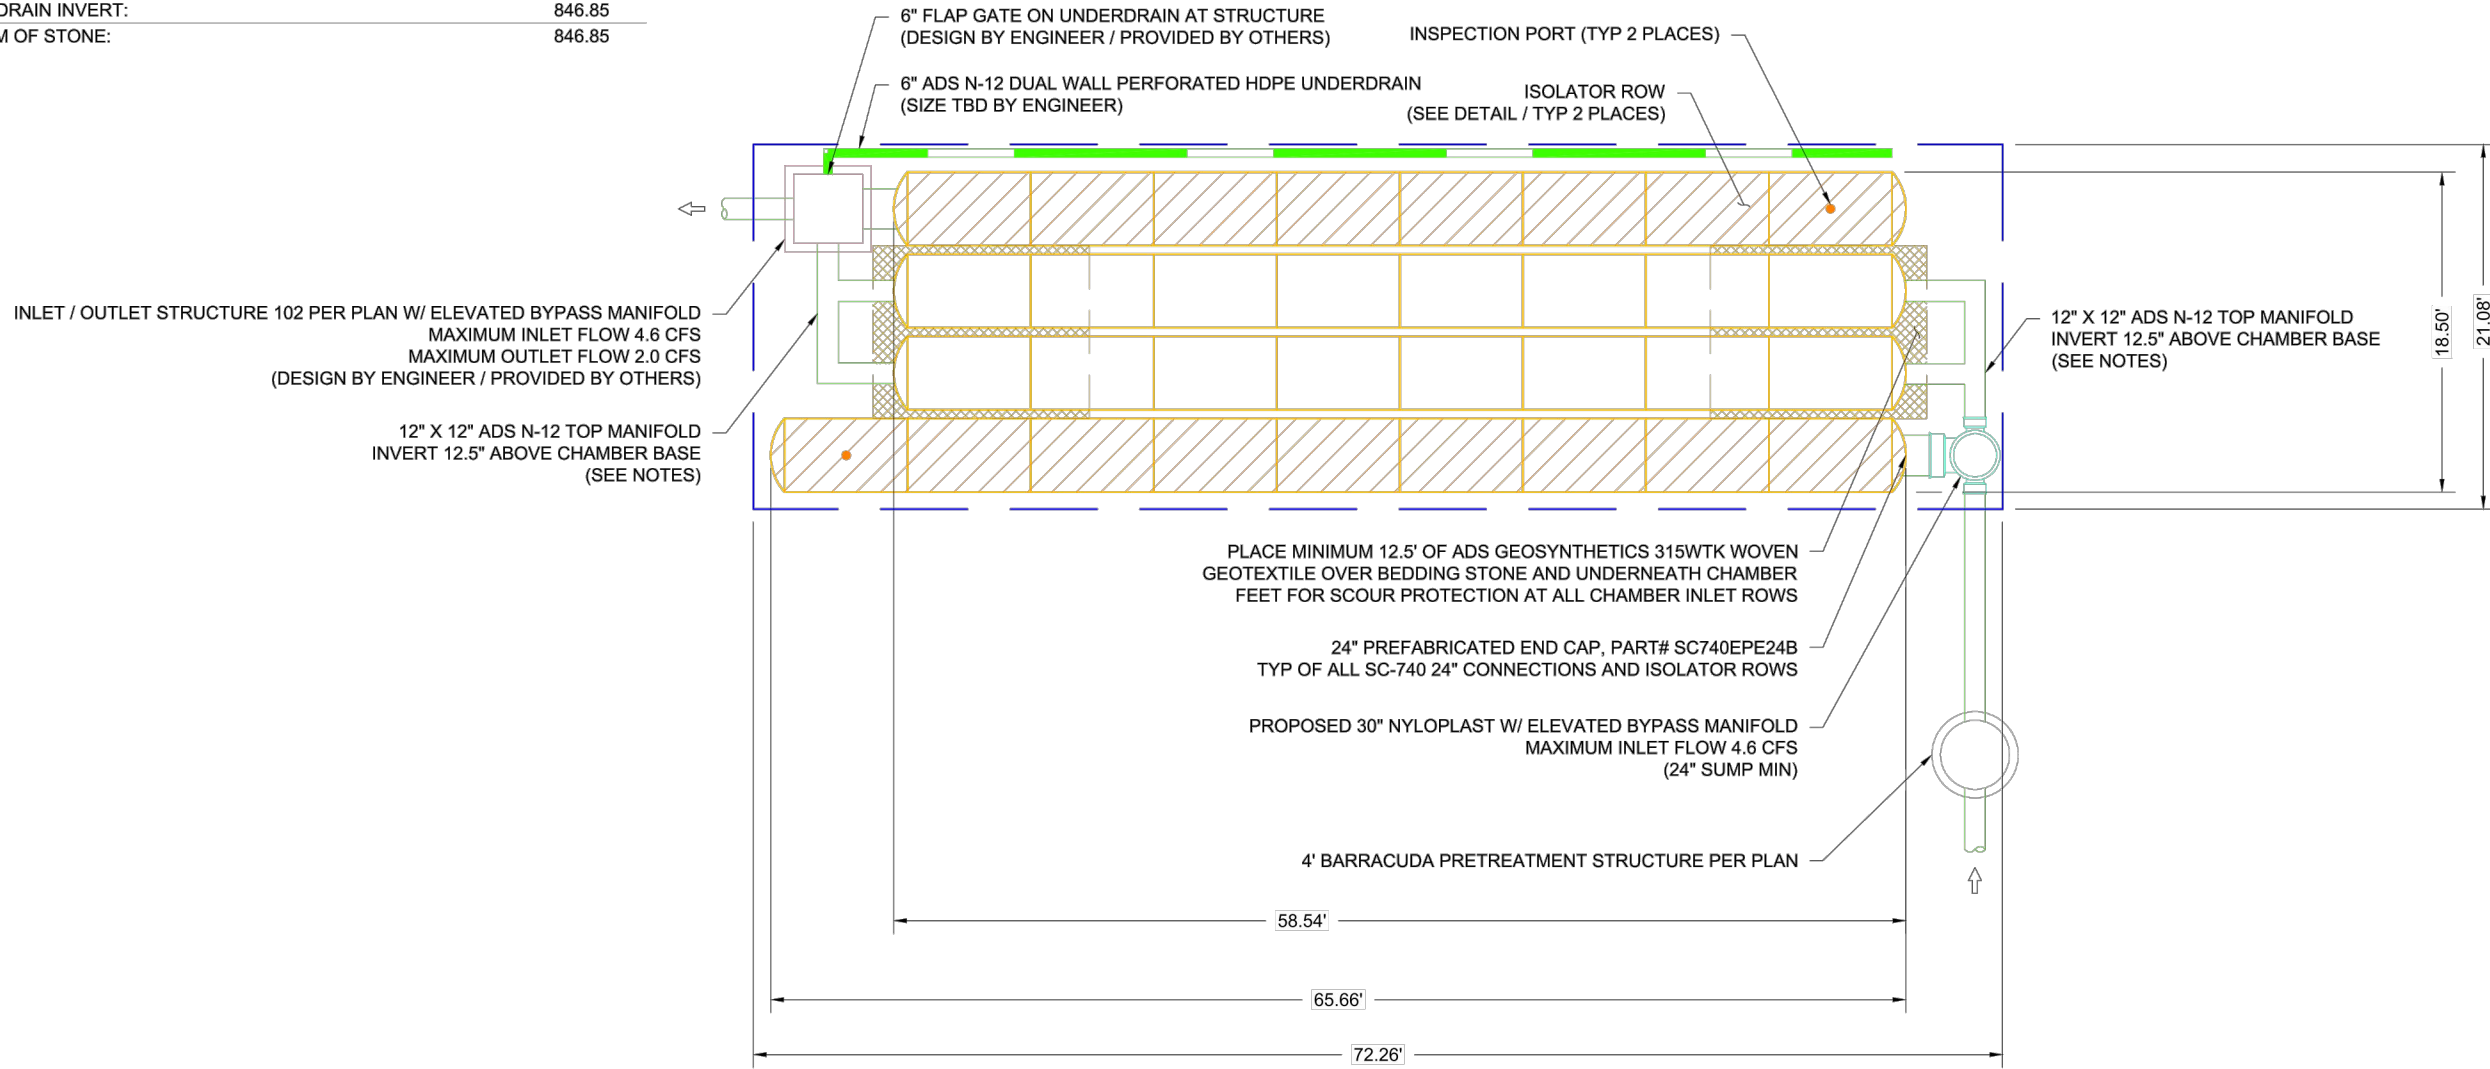 DRAIN INVERT: 846.85
M OF STONE: 846.85
6" FLAP GATE ON UNDERDRAIN AT STRUCTURE
(DESIGN BY ENGINEER / PROVIDED BY OTHERS)
INSPECTION PORT (TYP 2 PLACES)
6" ADS N-12 DUAL WALL PERFORATED HDPE UNDERDRAIN
(SIZE TBD BY ENGINEER)
ISOLATOR ROW
(SEE DETAIL / TYP 2 PLACES)
INLET / OUTLET STRUCTURE 102 PER PLAN W/ ELEVATED BYPASS MANIFOLD
MAXIMUM INLET FLOW 4.6 CFS
MAXIMUM OUTLET FLOW 2.0 CFS
(DESIGN BY ENGINEER / PROVIDED BY OTHERS)
12" X 12" ADS N-12 TOP MANIFOLD
INVERT 12.5" ABOVE CHAMBER BASE
(SEE NOTES)
12" X 12" ADS N-12 TOP MANIFOLD
INVERT 12.5" ABOVE CHAMBER BASE
(SEE NOTES)
18.50'
21.08'
PLACE MINIMUM 12.5' OF ADS GEOSYNTHETICS 315WTK WOVEN
GEOTEXTILE OVER BEDDING STONE AND UNDERNEATH CHAMBER
FEET FOR SCOUR PROTECTION AT ALL CHAMBER INLET ROWS
24" PREFABRICATED END CAP, PART# SC740EPE24B
TYP OF ALL SC-740 24" CONNECTIONS AND ISOLATOR ROWS
PROPOSED 30" NYLOPLAST W/ ELEVATED BYPASS MANIFOLD
MAXIMUM INLET FLOW 4.6 CFS
(24" SUMP MIN)
4' BARRACUDA PRETREATMENT STRUCTURE PER PLAN
58.54'
65.66'
72.26'